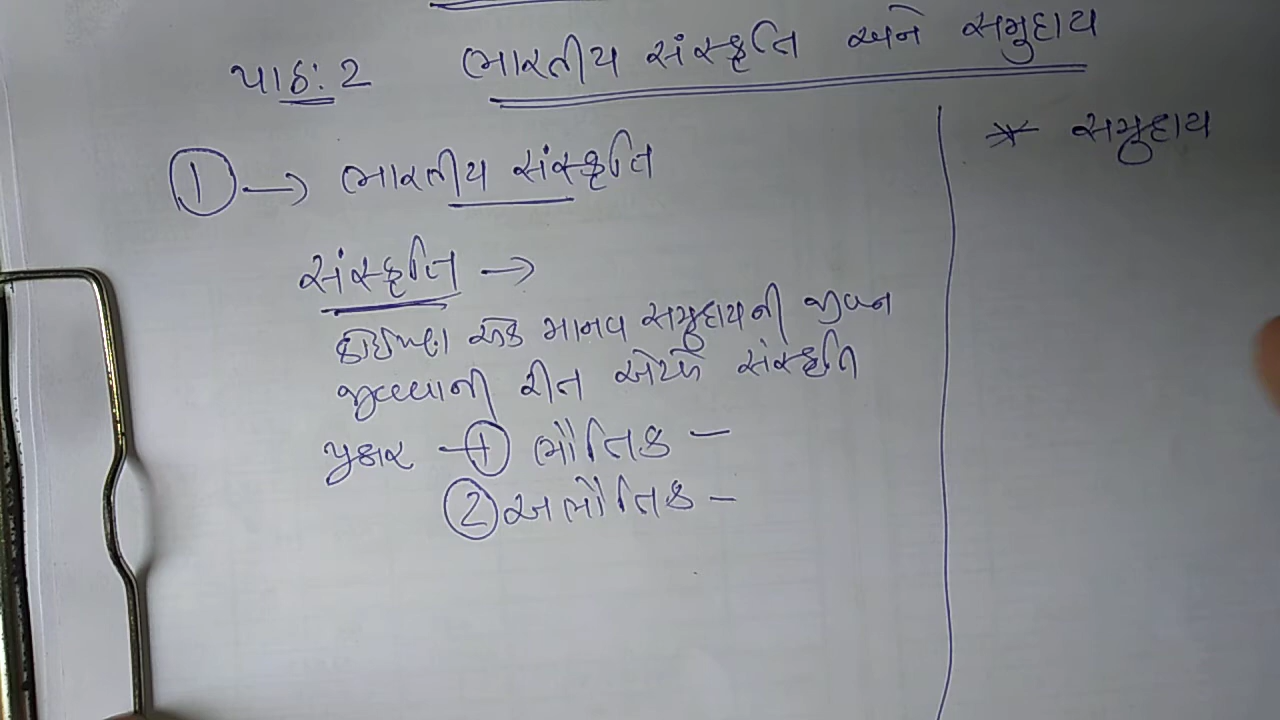 પાઠ: 2 ભારતીય સંસ્કૃતિ અને સમુદાય
① → ભારતીય સંસ્કૃતિ
સંસ્કૃતિ →
કોઈપણ એક માનવ સમુદાયની જીવન
જીવવાની રીત એટલે સંસ્કૃતિ
પ્રકાર → ① ભૌતિક –
② અભૌતિક –
* સમુદાય